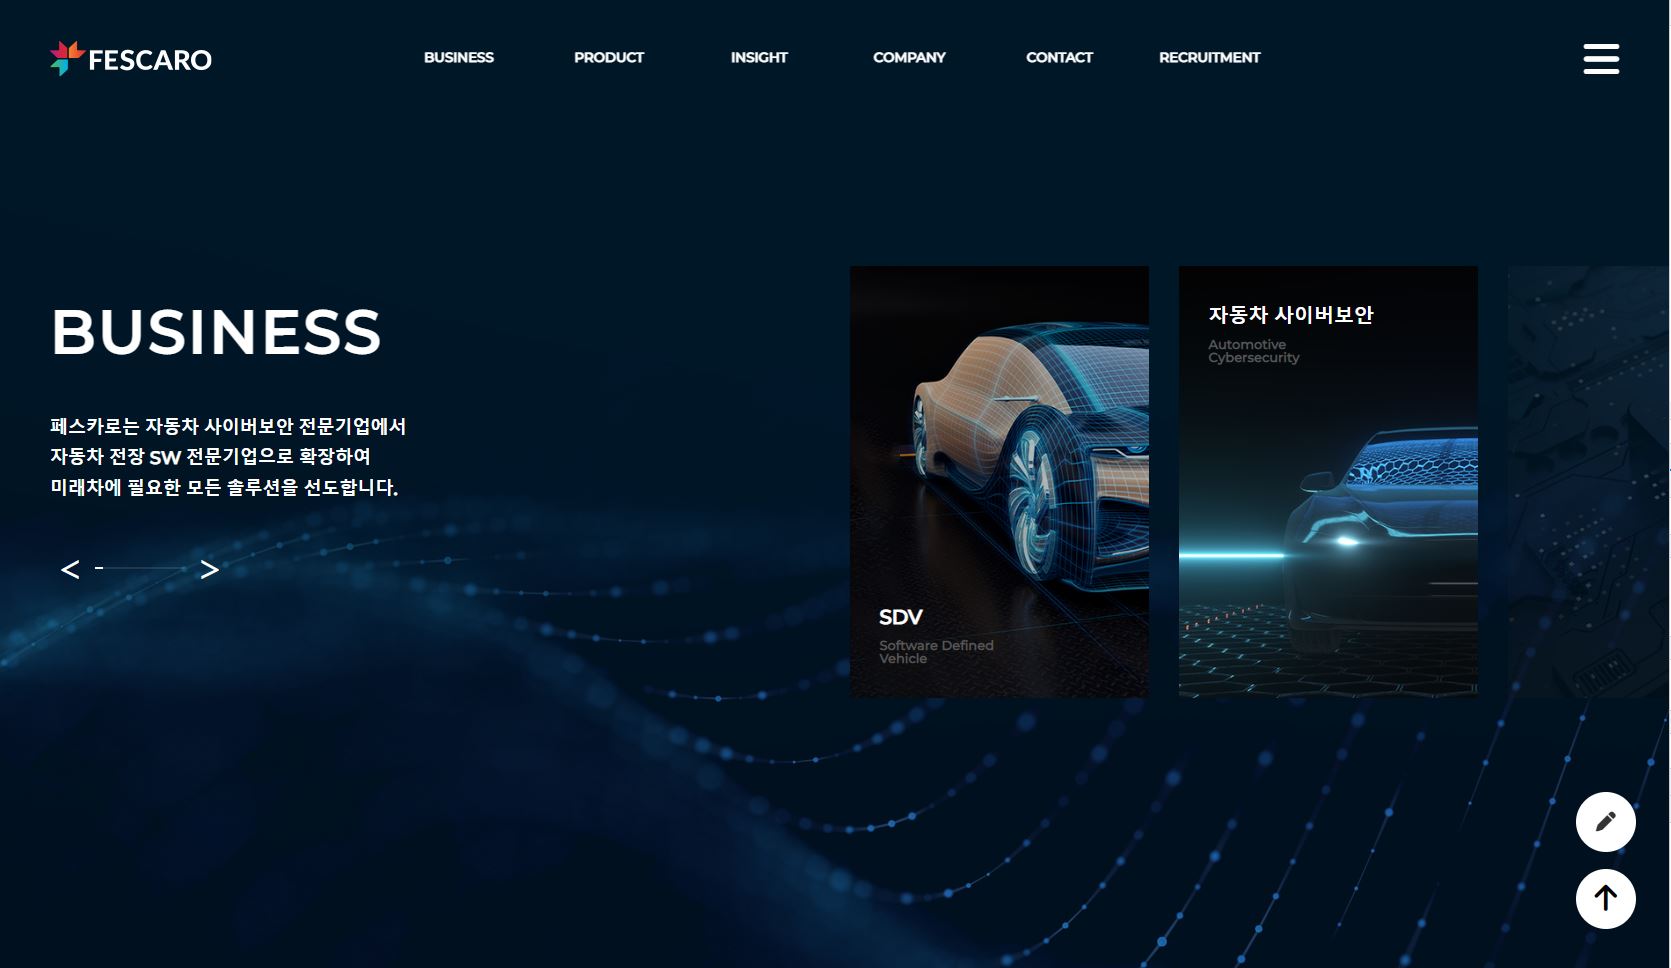 FESCARO
BUSINESS
PRODUCT
INSIGHT
COMPANY
CONTACT
RECRUITMENT
BUSINESS
페스카로는 자동차 사이버보안 전문기업에서
자동차 전장 SW 전문기업으로 확장하여
미래차에 필요한 모든 솔루션을 선도합니다.
<
>
SDV
Software Defined
Vehicle
자동차 사이버보안
Automotive
Cybersecurity